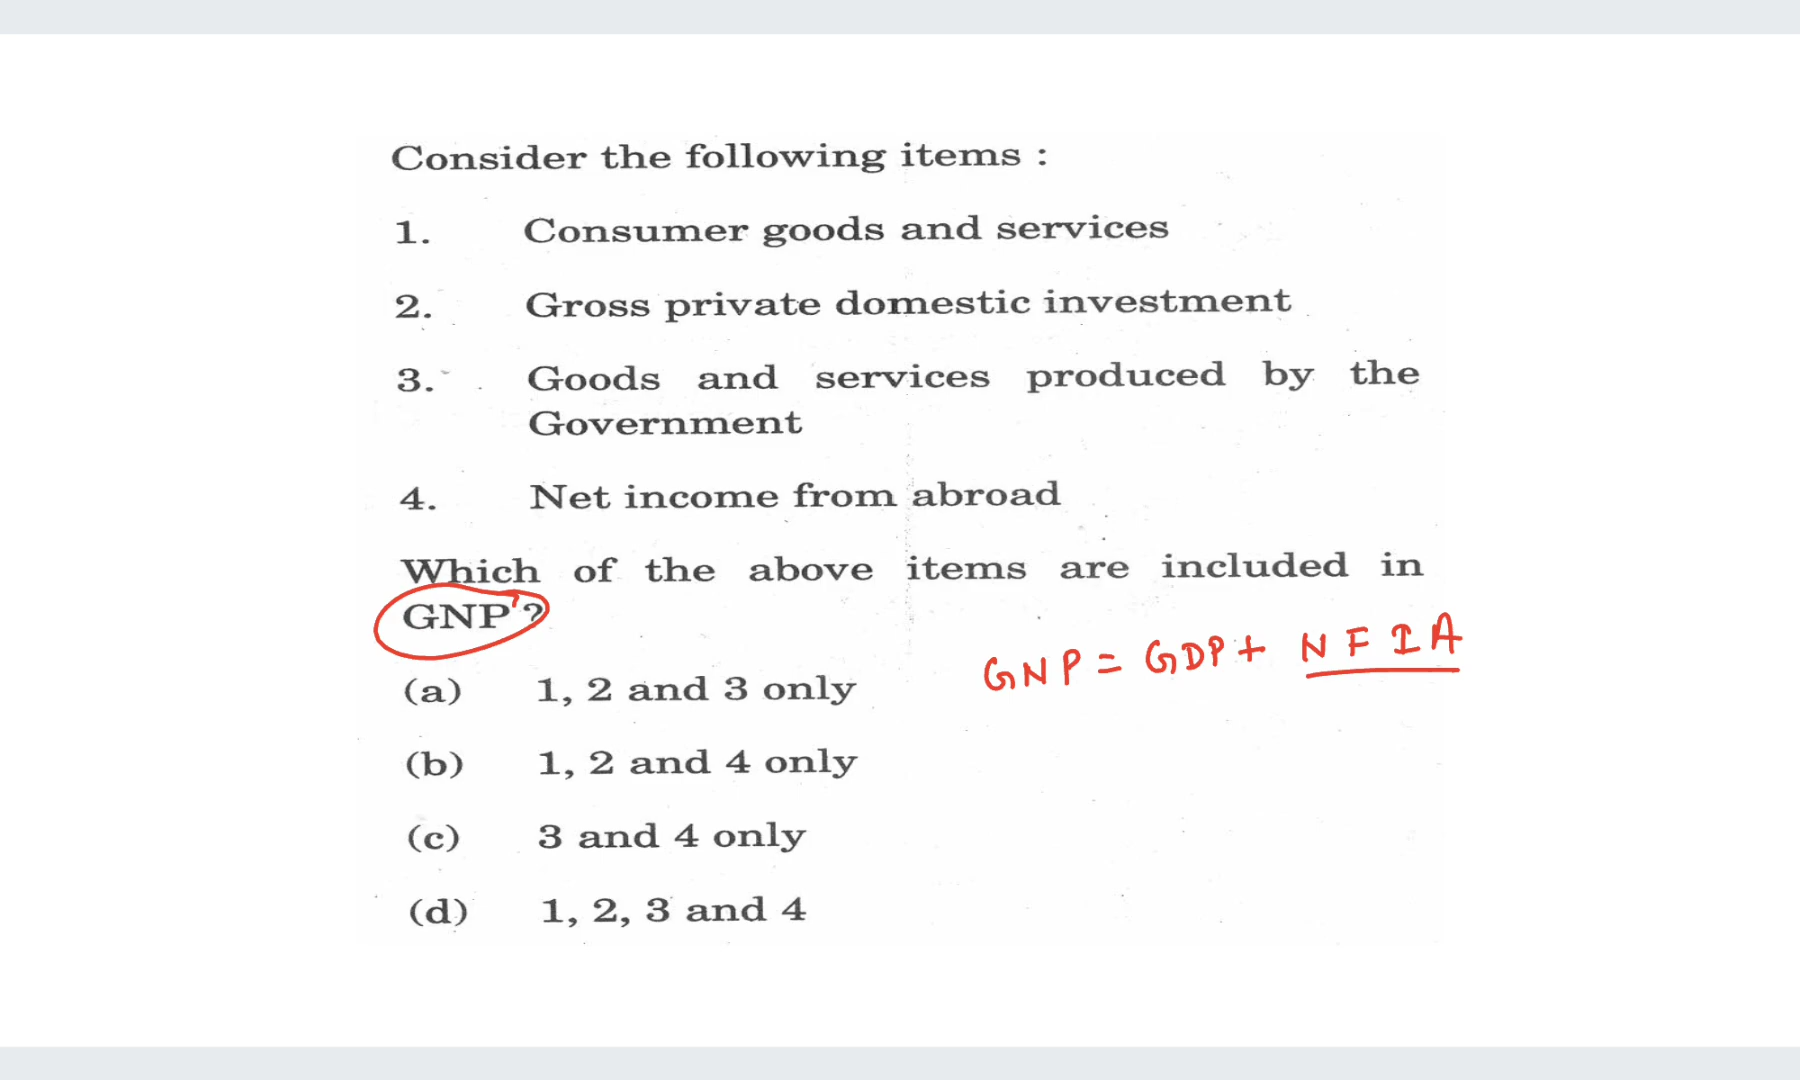 Consider the following items :
1. Consumer goods and services
2. Gross private domestic investment
3. Goods and services produced by the
Government
4. Net income from abroad
Which of the above items are included in
GNP ?
GNP = GDP + NFIA
(a) 1, 2 and 3 only
(b) 1, 2 and 4 only
(c) 3 and 4 only
(d) 1, 2, 3 and 4